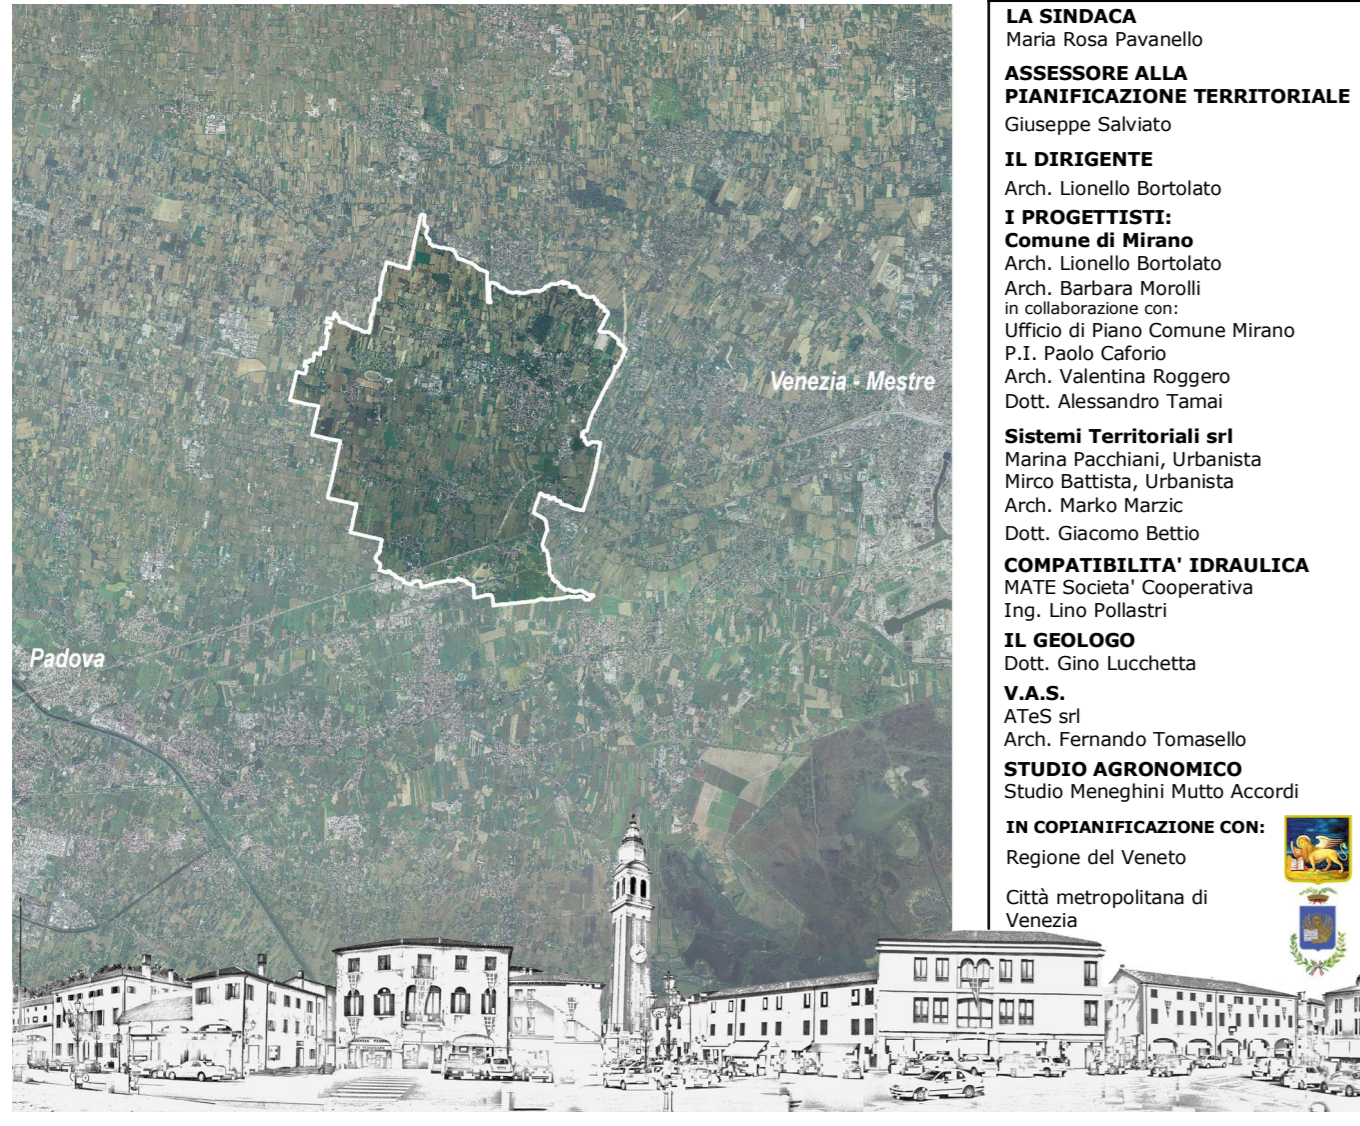 Venezia - Mestre
Padova
LA SINDACA
Maria Rosa Pavanello
ASSESSORE ALLA
PIANIFICAZIONE TERRITORIALE
Giuseppe Salviato
IL DIRIGENTE
Arch. Lionello Bortolato
I PROGETTISTI:
Comune di Mirano
Arch. Lionello Bortolato
Arch. Barbara Morolli
in collaborazione con:
Ufficio di Piano Comune Mirano
P.I. Paolo Caforio
Arch. Valentina Roggero
Dott. Alessandro Tamai
Sistemi Territoriali srl
Marina Pacchiani, Urbanista
Mirco Battista, Urbanista
Arch. Marko Marzic
Dott. Giacomo Bettio
COMPATIBILITA' IDRAULICA
MATE Societa' Cooperativa
Ing. Lino Pollastri
IL GEOLOGO
Dott. Gino Lucchetta
V.A.S.
ATeS srl
Arch. Fernando Tomasello
STUDIO AGRONOMICO
Studio Meneghini Mutto Accordi
IN COPIANIFICAZIONE CON:
Regione del Veneto
Città metropolitana di
Venezia